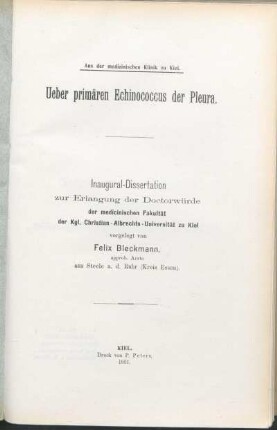 Aus der medicinischen Klinik zu Kiel.
Ueber primären Echinococcus der Pleura.
Inaugural-Dissertation
zur Erlangung der Doctorwürde
der medicinischen Fakultät
der Kgl. Christian-Albrechts-Universität zu Kiel
vorgelegt von
Felix Bleckmann,
approb. Arzte
aus Steele a. d. Ruhr (Kreis Essen).
KIEL.
Druck von P. Peters.